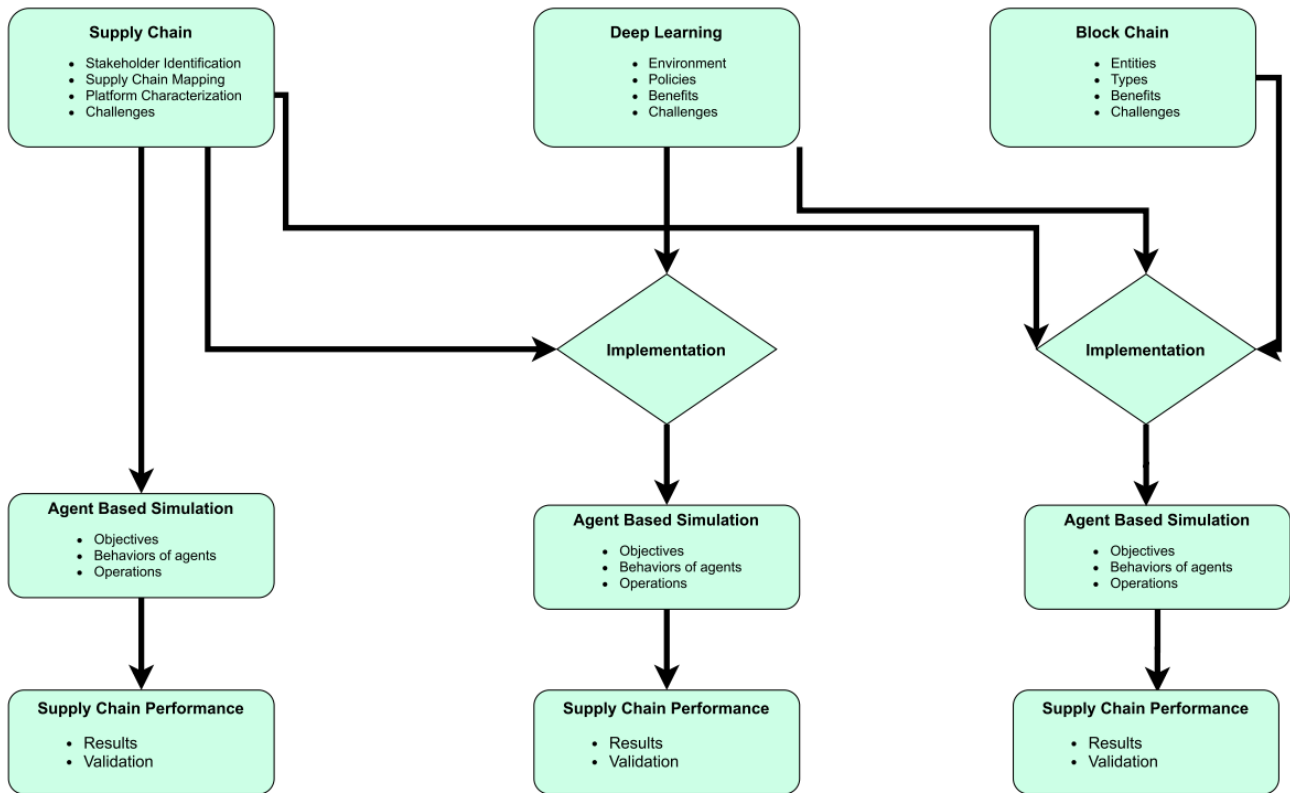 Supply Chain
• Stakeholder Identification
• Supply Chain Mapping
• Platform Characterization
• Challenges
Deep Learning
• Environment
• Policies
• Benefits
• Challenges
Block Chain
• Entities
• Types
• Benefits
• Challenges
Implementation
Implementation
Agent Based Simulation
• Objectives
• Behaviors of agents
• Operations
Agent Based Simulation
• Objectives
• Behaviors of agents
• Operations
Agent Based Simulation
• Objectives
• Behaviors of agents
• Operations
Supply Chain Performance
• Results
• Validation
Supply Chain Performance
• Results
• Validation
Supply Chain Performance
• Results
• Validation